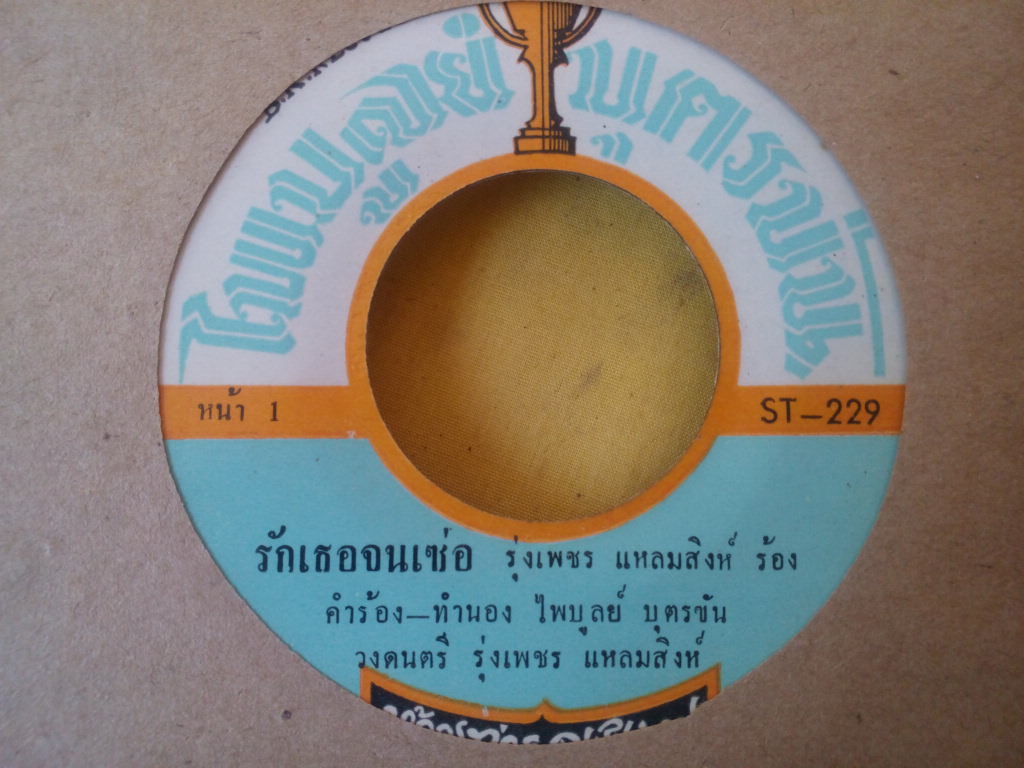 ไพบูลย์ บุตรขัน
หน้า 1
ST-229
รักเธอจนเซ่อ รุ่งเพชร แหลมสิงห์ ร้อง
คำร้อง-ทำนอง ไพบูลย์ บุตรขัน
วงดนตรี รุ่งเพชร แหลมสิงห์